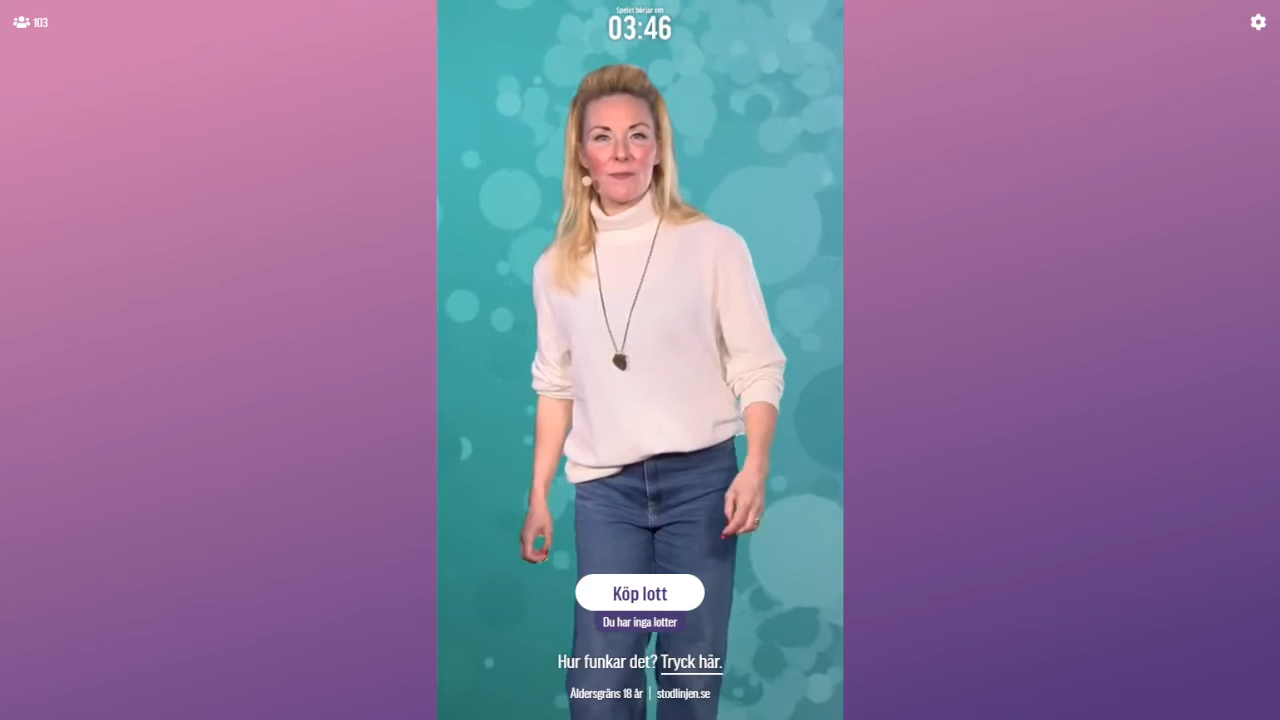 103
Spelet börjar om
03:46
Köp lott
Du har inga lotter
Hur funkar det? Tryck här.
Åldersgräns 18 år | stodlinjen.se